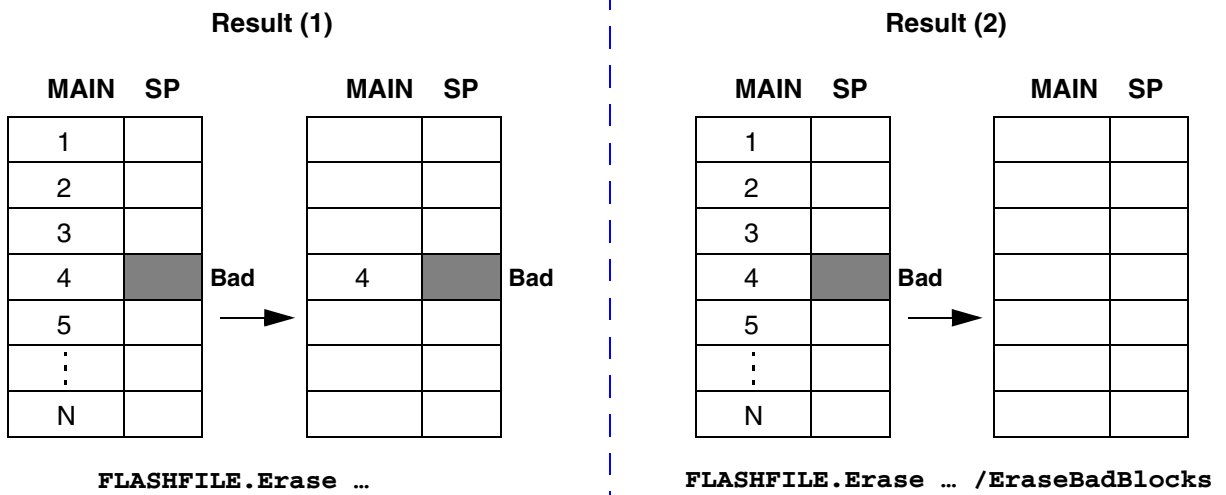 Result (1)
MAIN SP
MAIN SP
1
2
3
4 Bad
4 Bad
5
N
FLASHFILE.Erase …
Result (2)
MAIN SP
MAIN SP
1
2
3
4 Bad
5
N
FLASHFILE.Erase … /EraseBadBlocks